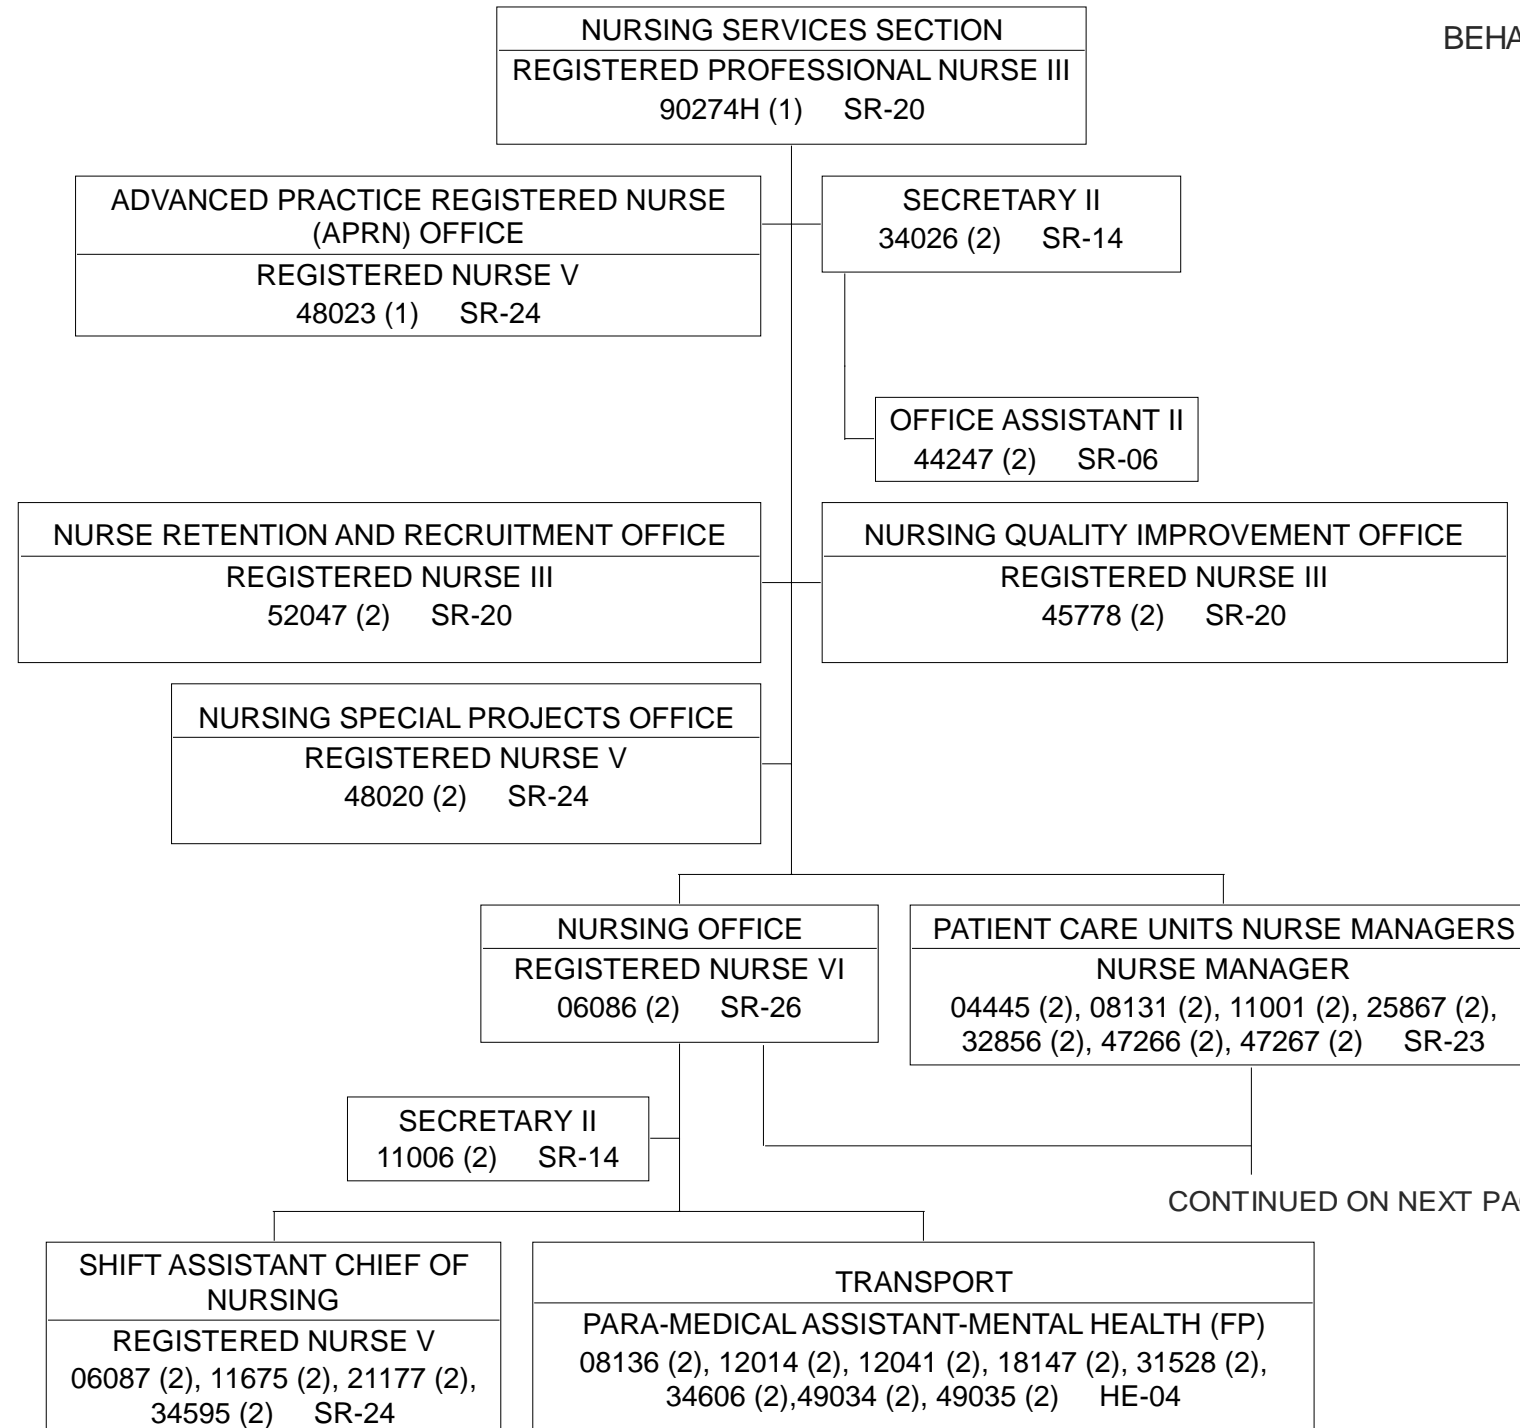 NURSING SERVICES SECTION
REGISTERED PROFESSIONAL NURSE III
90274H (1) SR-20
ADVANCED PRACTICE REGISTERED NURSE
(APRN) OFFICE
REGISTERED NURSE V
48023 (1) SR-24
SECRETARY II
34026 (2) SR-14
OFFICE ASSISTANT II
44247 (2) SR-06
NURSE RETENTION AND RECRUITMENT OFFICE
REGISTERED NURSE III
52047 (2) SR-20
NURSING QUALITY IMPROVEMENT OFFICE
REGISTERED NURSE III
45778 (2) SR-20
NURSING SPECIAL PROJECTS OFFICE
REGISTERED NURSE V
48020 (2) SR-24
NURSING OFFICE
REGISTERED NURSE VI
06086 (2) SR-26
PATIENT CARE UNITS NURSE MANAGERS
NURSE MANAGER
04445 (2), 08131 (2), 11001 (2), 25867 (2),
32856 (2), 47266 (2), 47267 (2) SR-23
SECRETARY II
11006 (2) SR-14
CONTINUED ON NEXT
SHIFT ASSISTANT CHIEF OF
NURSING
REGISTERED NURSE V
06087 (2), 11675 (2), 21177 (2),
34595 (2) SR-24
TRANSPORT
PARA-MEDICAL ASSISTANT-MENTAL HEALTH (FP)
08136 (2), 12014 (2), 12041 (2), 18147 (2), 31528 (2),
34606 (2),49034 (2), 49035 (2) HE-04